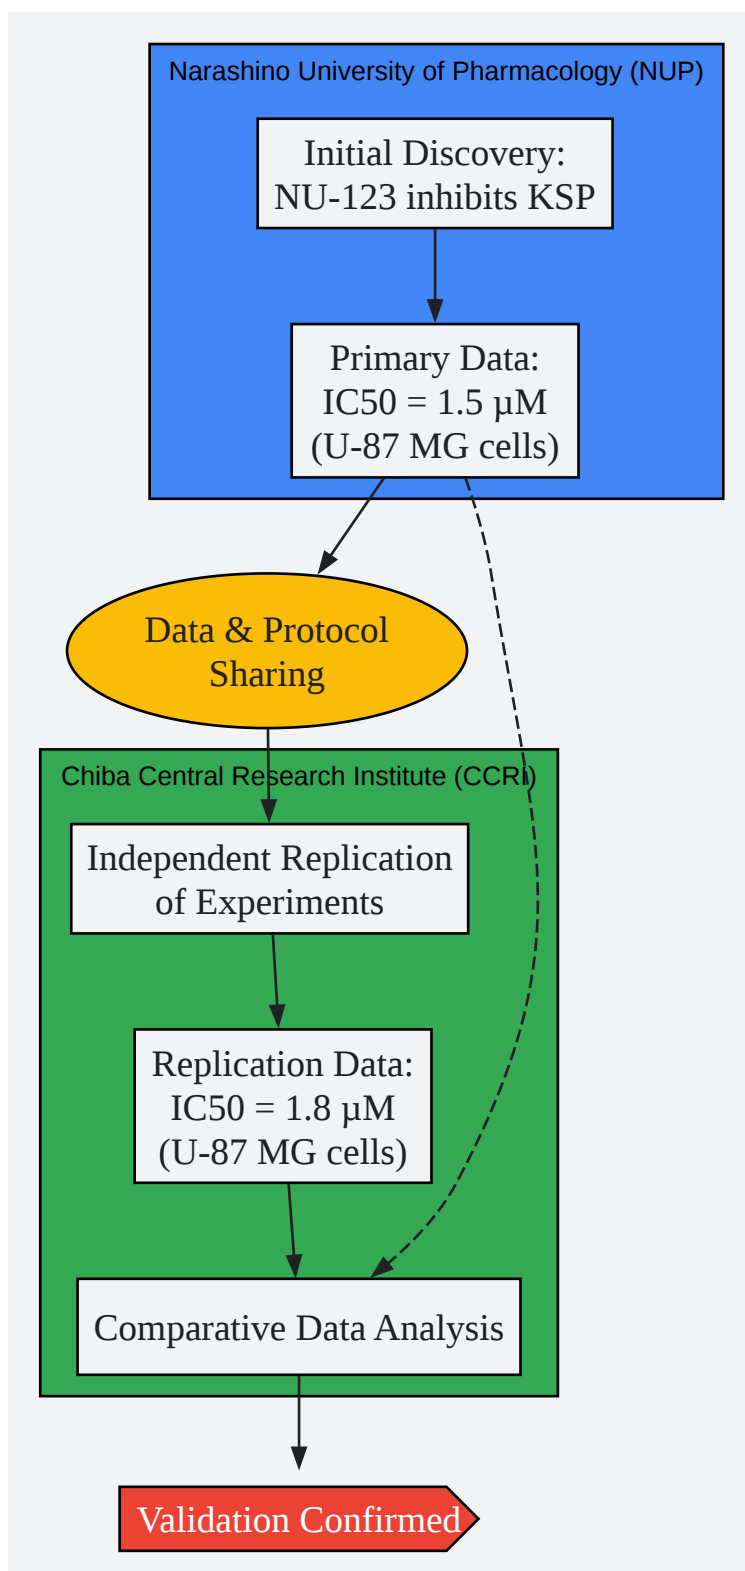 Narashino University of Pharmacology (NUP)
Initial Discovery:
NU-123 inhibits KSP
Primary Data:
IC50 = 1.5 µM
(U-87 MG cells)
Data & Protocol
Sharing
Chiba Central Research Institute (CCRI)
Independent Replication
of Experiments
Replication Data:
IC50 = 1.8 µM
(U-87 MG cells)
Comparative Data Analysis
Validation Confirmed